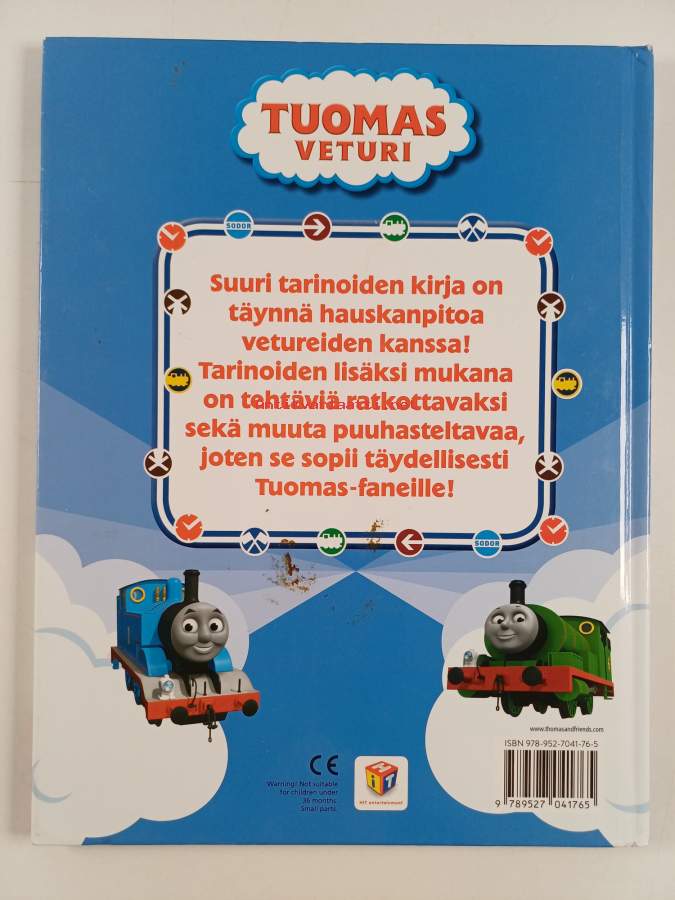 TUOMAS
VETURI
SODOR
Suuri tarinoiden kirja on
täynnä hauskanpitoa
vetureiden kanssa!
Tarinoiden lisäksi mukana
on tehtäviä ratkottavaksi
sekä muuta puuhasteltavaa,
joten se sopii täydellisesti
Tuomas-faneille!
SODOR
www.thomasandfriends.com
ISBN 978-952-7041-76-5
CE
Warning! Not suitable
for children under
36 months.
Small parts.
HiT
HIT entertainment
9 789527 041765